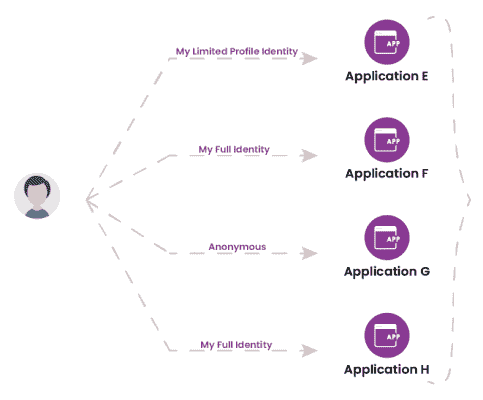 My Limited Profile Identity
APP
Application E
My Full Identity
APP
Application F
Anonymous
APP
Application G
My Full Identity
APP
Application H